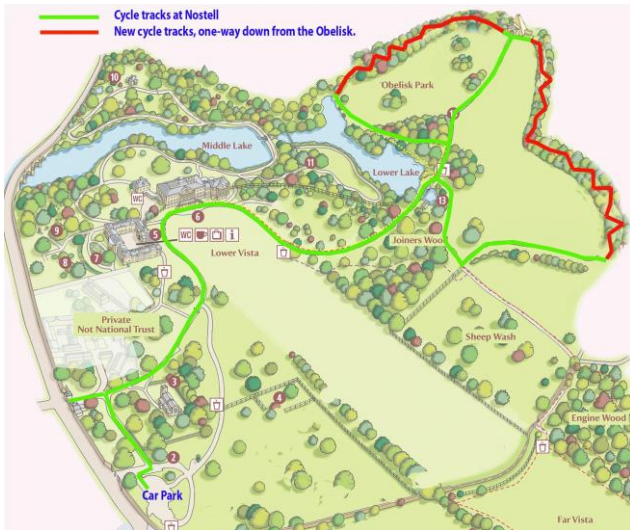 Cycle tracks at Nostell
New cycle tracks, one-way down from the Obelisk.
10
Obelisk Park
1
Middle Lake
11
Lower Lake
WC
13
9
6
5
WC
Joiners Woo
8
7
Lower Vista
Private
Not National Trust
Sheep Wash
3
4
Engine Wood
2
Car Park
Far Vista